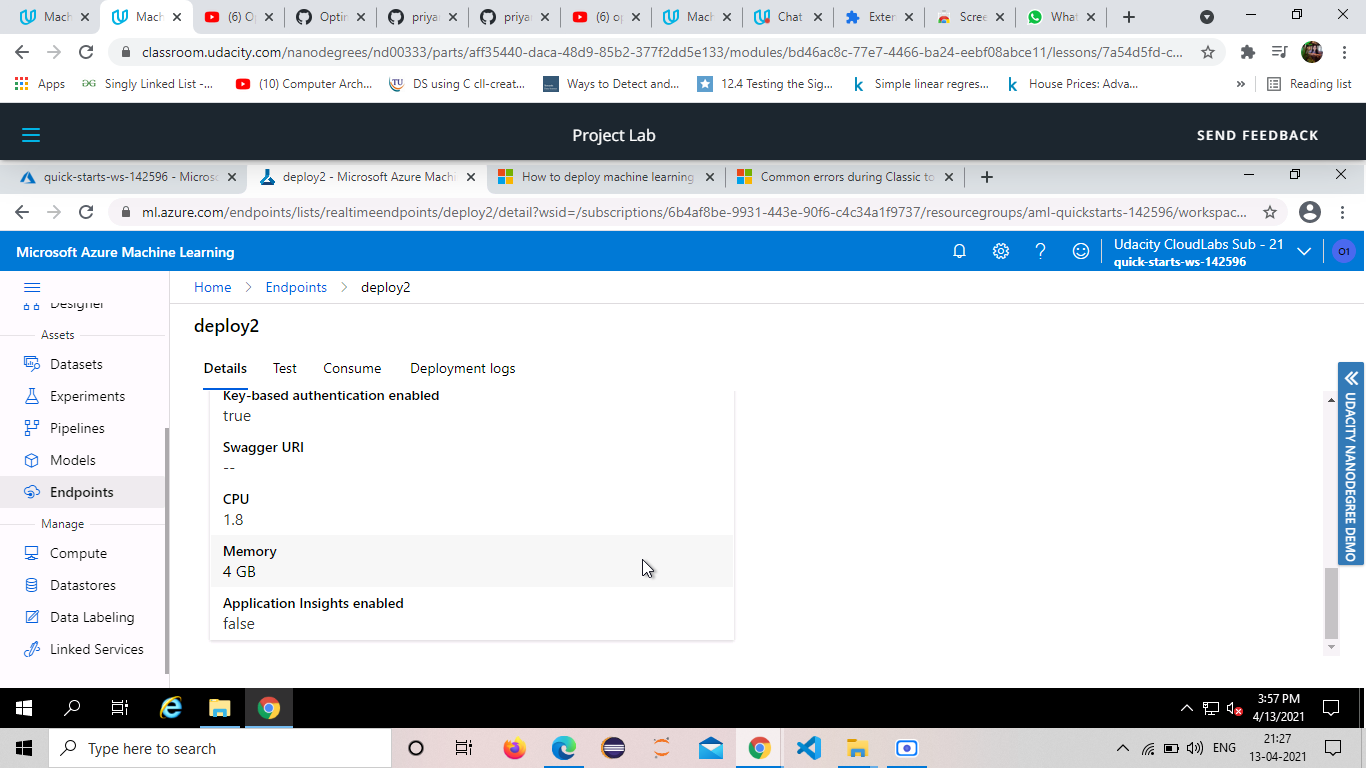 Mach
Mach
(6) O
Optim
priya
priya
(6) o
Mach
Chat
Exter
Scree
What
classroom.udacity.com/nanodegrees/nd00333/parts/aff35440-daca-48d9-85b2-377f2dd5e133/modules/bd46ac8c-77e7-4466-ba24-eebf08abce11/lessons/7a54d5fd-c...
Apps
Singly Linked List -...
(10) Computer Arch...
DS using C cll-creat...
Ways to Detect and...
12.4 Testing the Sig...
Simple linear regres...
House Prices: Adva...
»
Reading list
Project Lab
SEND FEEDBACK
quick-starts-ws-142596 - Microso
deploy2 - Microsoft Azure Machi
How to deploy machine learning
Common errors during Classic to
ml.azure.com/endpoints/lists/realtimeendpoints/deploy2/detail?wsid=/subscriptions/6b4af8be-9931-443e-90f6-c4c34a1f9737/resourcegroups/aml-quickstarts-142596/workspac...
Microsoft Azure Machine Learning
Udacity CloudLabs Sub - 21
quick-starts-ws-142596
O1
Designer
Assets
Datasets
Experiments
Pipelines
Models
Endpoints
Manage
Compute
Datastores
Data Labeling
Linked Services
Home > Endpoints > deploy2
deploy2
Details Test Consume Deployment logs
Key-based authentication enabled
true
Swagger URI
--
CPU
1.8
Memory
4 GB
Application Insights enabled
false
UDACITY NANODEGREE DEMO
3:57 PM
4/13/2021
Type here to search
ENG
21:27
13-04-2021